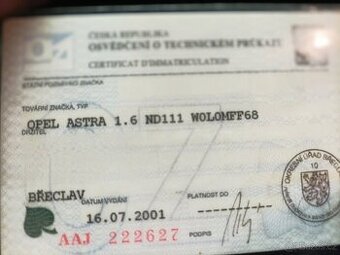 ČESKÁ REPUBLIKA
OSVĚDČENÍ O TECHNICKÉM PRŮKAZU
CERTIFICAT D'IMMATRICULATION
STÁTNÍ POZNÁVACÍ ZNAČKA
TOVÁRNÍ ZNAČKA, TYP
OPEL ASTRA 1.6 ND111 WOLOMFF68
DRŽITEL
BŘECLAV
DATUM VYDÁNÍ
PLATNOST DO
16.07.2001
AAJ 222627
PODPIS
OKRESNÍ ÚŘAD
10